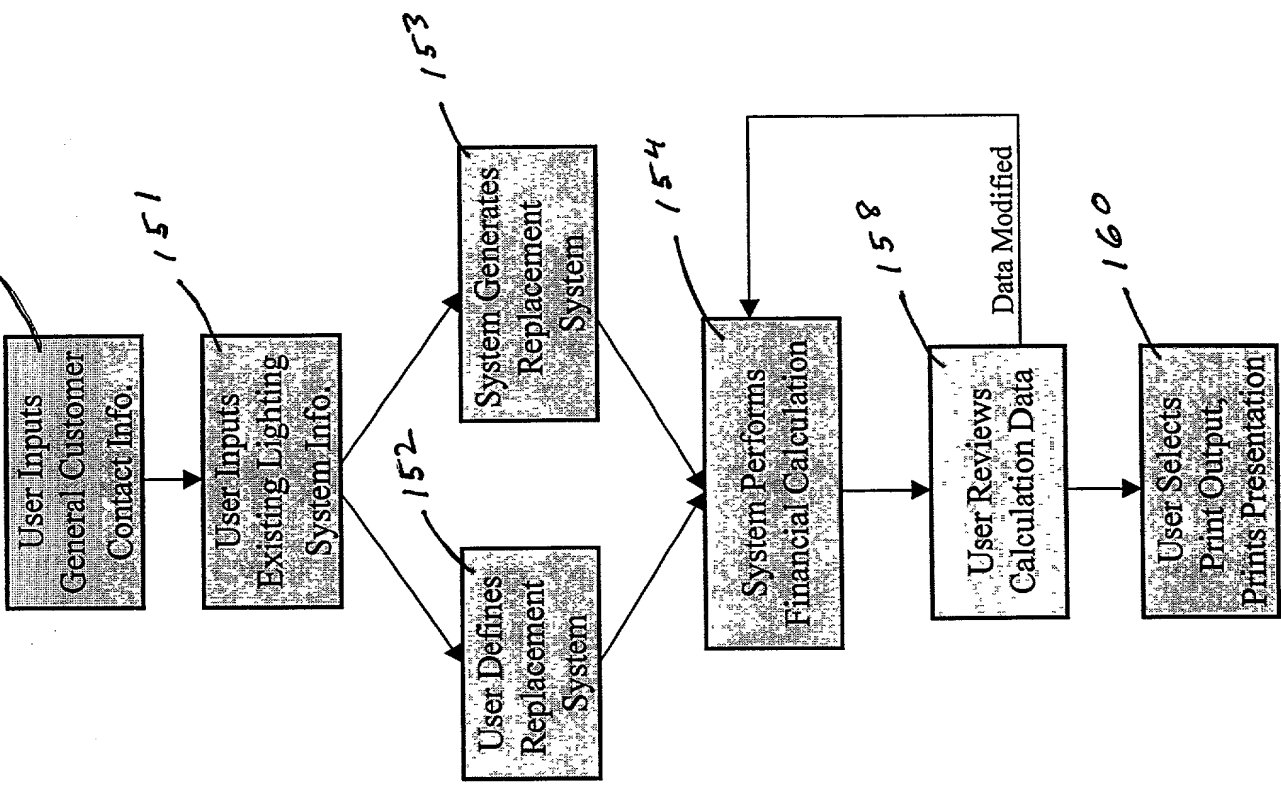 User Inputs
General Customer
Contact Info.
151
User Inputs
Existing Lighting
System Info.
152
User Defines
Replacement
System
153
System Generates
Replacement
System
154
System Performs
Financial Calculation
158
User Reviews
Calculation Data
Data Modified
160
User Selects
Print Output,
Prints Presentation